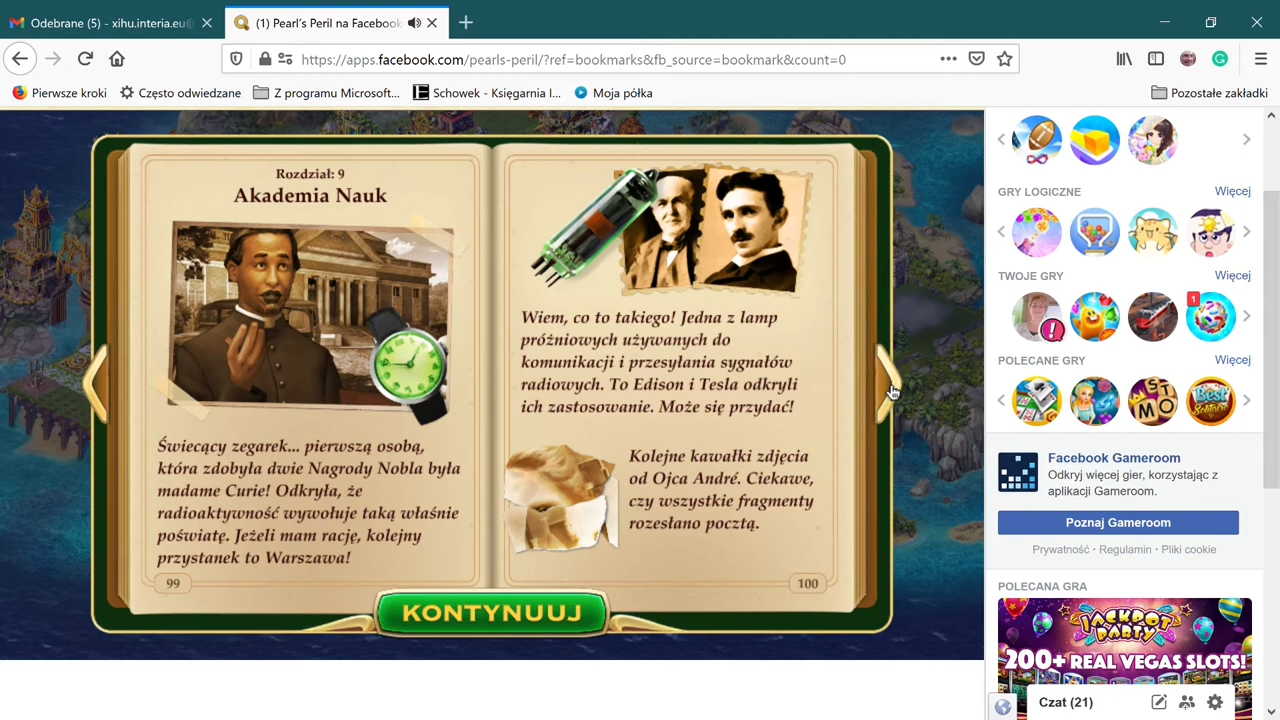 Odebrane (5) - xihu.interia.eu@
(1) Pearl's Peril na Facebook
https://apps.facebook.com/pearls-peril/?ref=bookmarks&fb_source=bookmark&count=0
Pierwsze kroki
Często odwiedzane
Z programu Microsoft...
Schowek - Księgarnia I...
Moja półka
Pozostałe zakładki
Rozdział: 9
Akademia Nauk
Świecący zegarek... pierwszą osobą,
która zdobyła dwie Nagrody Nobla była
madame Curie! Odkryła, że
radioaktywność wywołuje taką właśnie
poświatę. Jeżeli mam rację, kolejny
przystanek to Warszawa!
99
Wiem, co to takiego! Jedna z lamp
próżniowych używanych do
komunikacji i przesyłania sygnałów
radiowych. To Edison i Tesla odkryli
ich zastosowanie. Może się przydać!
Kolejne kawałki zdjęcia
od Ojca André. Ciekawe,
czy wszystkie fragmenty
rozesłano pocztą.
100
KONTYNUUJ
GRY LOGICZNE
Więcej
TWOJE GRY
Więcej
1
POLECANE GRY
Więcej
ST
MO
BEST
Solitaire
Facebook Gameroom
Odkryj więcej gier, korzystając z
aplikacji Gameroom.
Poznaj Gameroom
Prywatność · Regulamin · Pliki cookie
POLECANA GRA
JACKPOT
PARTY
200+ REAL VEGAS SLOTS!
Czat (21)